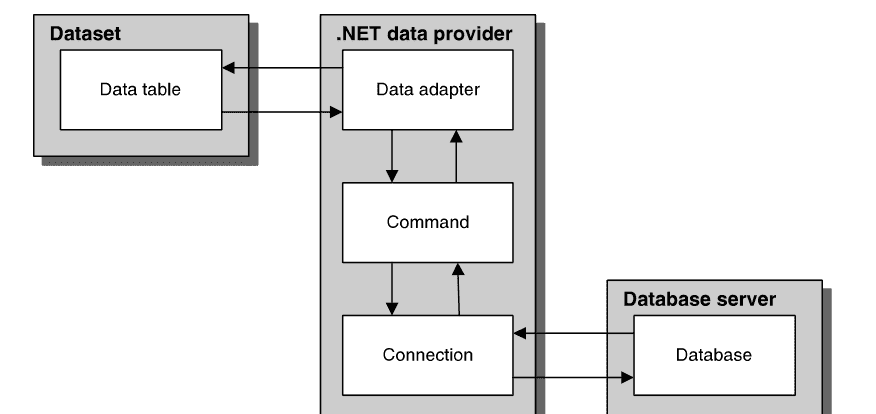 Dataset
Data table
.NET data provider
Data adapter
Command
Connection
Database server
Database